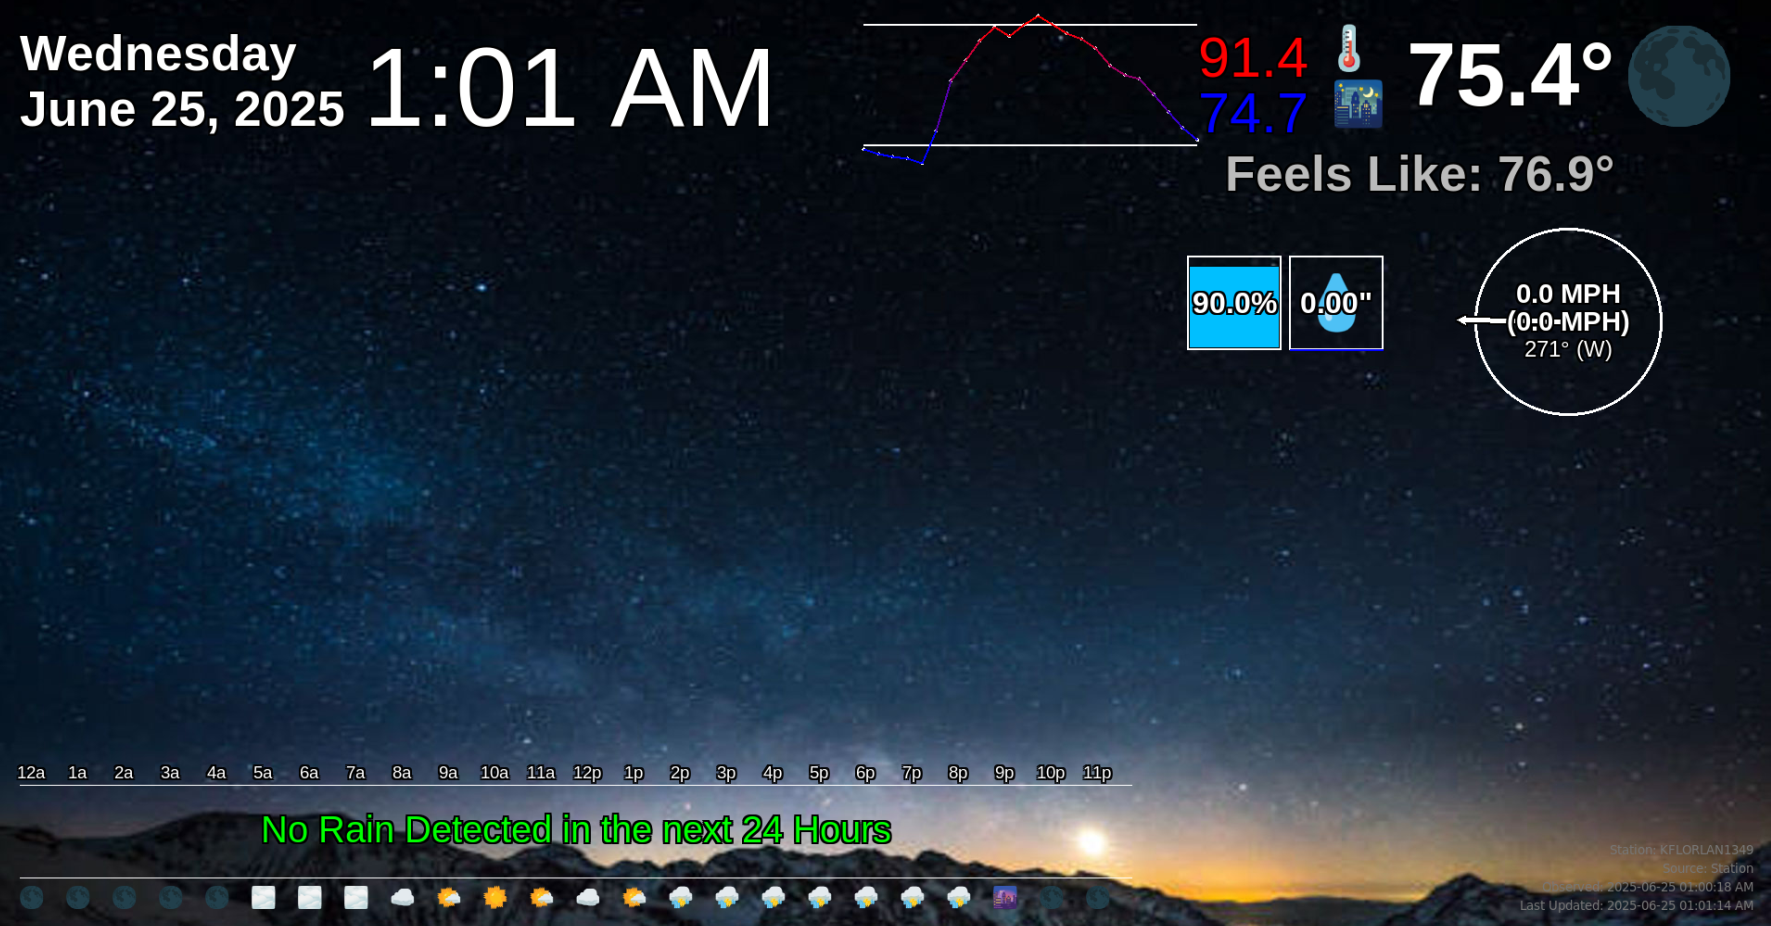 Wednesday
June 25, 2025
1:01 AM
91.4
74.7
75.4°
Feels Like: 76.9°
90.0%
0.00"
0.0 MPH
(0.0 MPH)
271° (W)
12a 1a 2a 3a 4a 5a 6a 7a 8a 9a 10a 11a 12p 1p 2p 3p 4p 5p 6p 7p 8p 9p 10p 11p
No Rain Detected in the next 24 Hours
Station: KFLORLAN1349
Source: Station
Observed: 2025-06-25 01:00:18 AM
Last Updated: 2025-06-25 01:01:14 AM